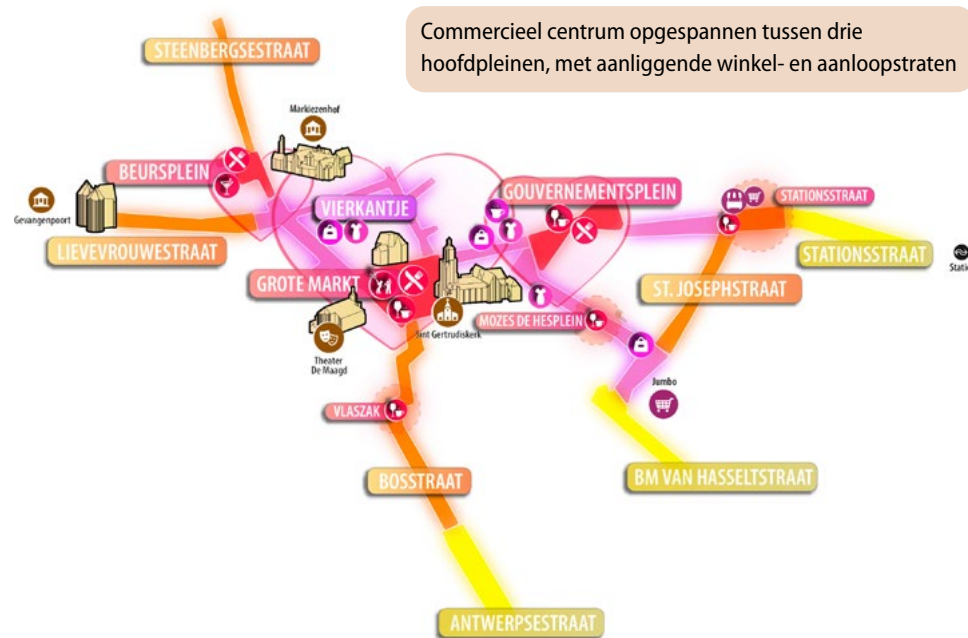 Commercieel centrum opgespannen tussen drie
hoofdpleinen, met aanliggende winkel- en aanloopstraten
STEENBERGSESTRAAT
Markiezenhof
BEURSPLEIN
GOUVERNEMENTSPLEIN
STATIONSSTRAAT
Gevangenpoort
VIERKANTJE
LIEVEVROUWESTRAAT
STATIONSSTRAAT
Statio
GROTE MARKT
ST. JOSEPHSTRAAT
MOZES DE HESPLEIN
Sint Gertrudiskerk
Theater
De Maagd
Jumbo
VLASZAK
BOSSTRAAT
BM VAN HASSELTSTRAAT
ANTWERPSESTRAAT